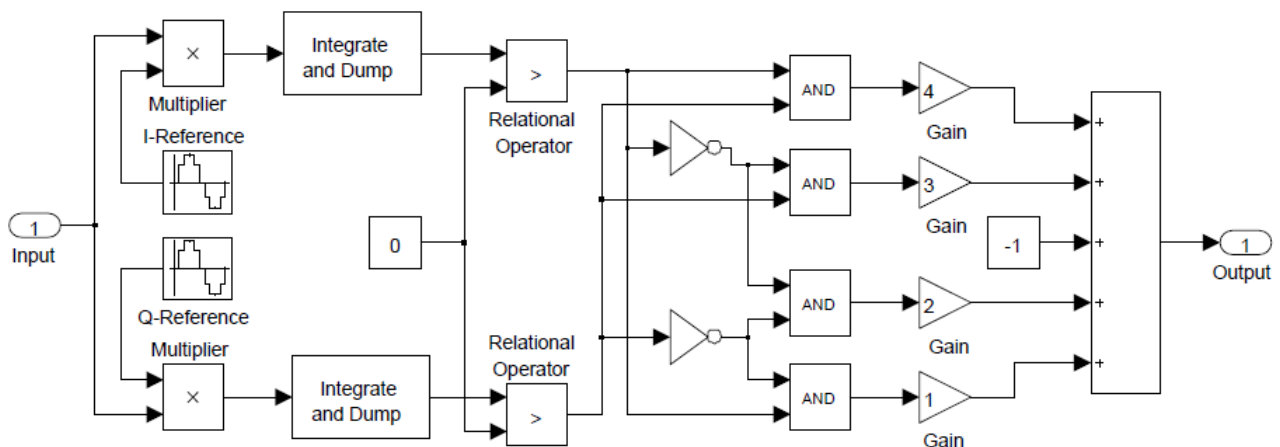 ×
Multiplier
I-Reference
Integrate
and Dump
>
Relational
Operator
AND
4
Gain
+
AND
3
Gain
+
1
Input
0
-1
+
1
Output
Q-Reference
Multiplier
×
Integrate
and Dump
Relational
Operator
>
AND
2
Gain
+
AND
1
Gain
+